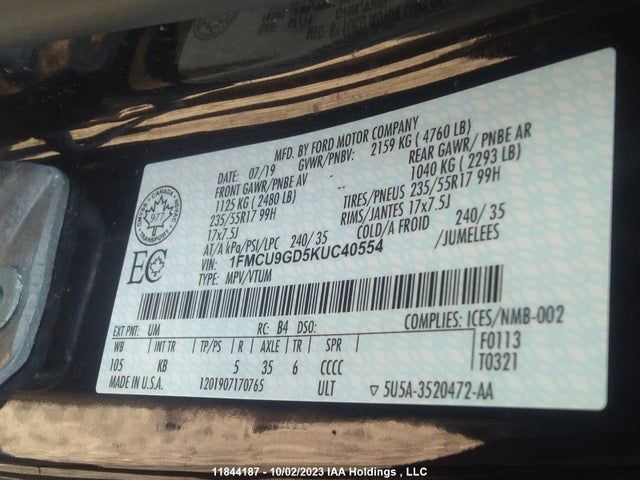 MFD. BY FORD MOTOR COMPANY
DATE: 07/19 GVWR/PNBV: 2159 KG ( 4760 LB)
FRONT GAWR/PNBE AV -- REAR GAWR/ PNBE AR
1125 KG ( 2480 LB) -- 1040 KG ( 2293 LB)
235/55R17 99H TIRES/PNEUS 235/55R17 99H
17x7.5J RIMS/JANTES 17x7.5J
AT/A kPa/PSI/LPC 240/ 35 COLD/A FROID 240/ 35
VIN: 1FMCU9GD5KUC40554 /JUMELEES
TYPE: MPV/VTUM
CANADA
TRANSPORT
977
EC
EXT PNT: UM RC: B4 DSO: COMPLIES: ICES/NMB-002
WB INT TR TP/PS R AXLE TR SPR F0113
105 KB 5 35 6 CCCC T0321
MADE IN U.S.A. 1201907170765 ULT ▽ 5U5A-3520472-AA
11844187 - 10/02/2023 IAA Holdings , LLC